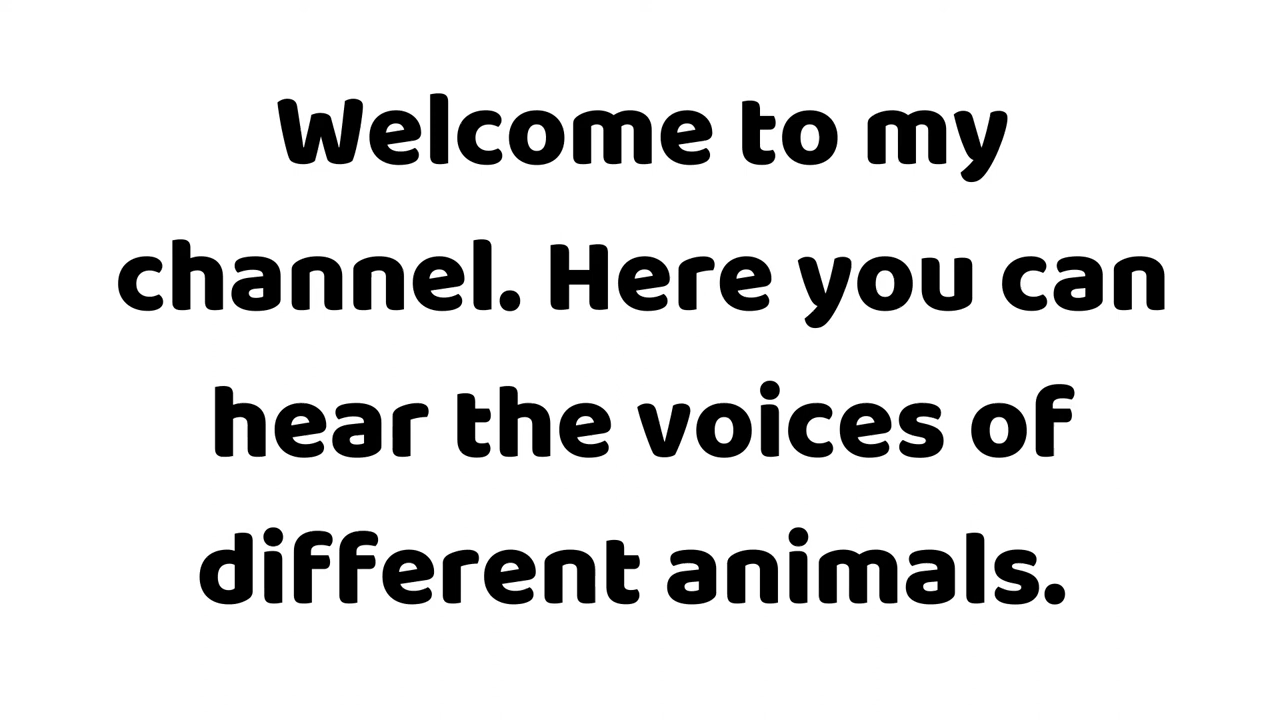 Welcome to my
channel. Here you can
hear the voices of
different animals.